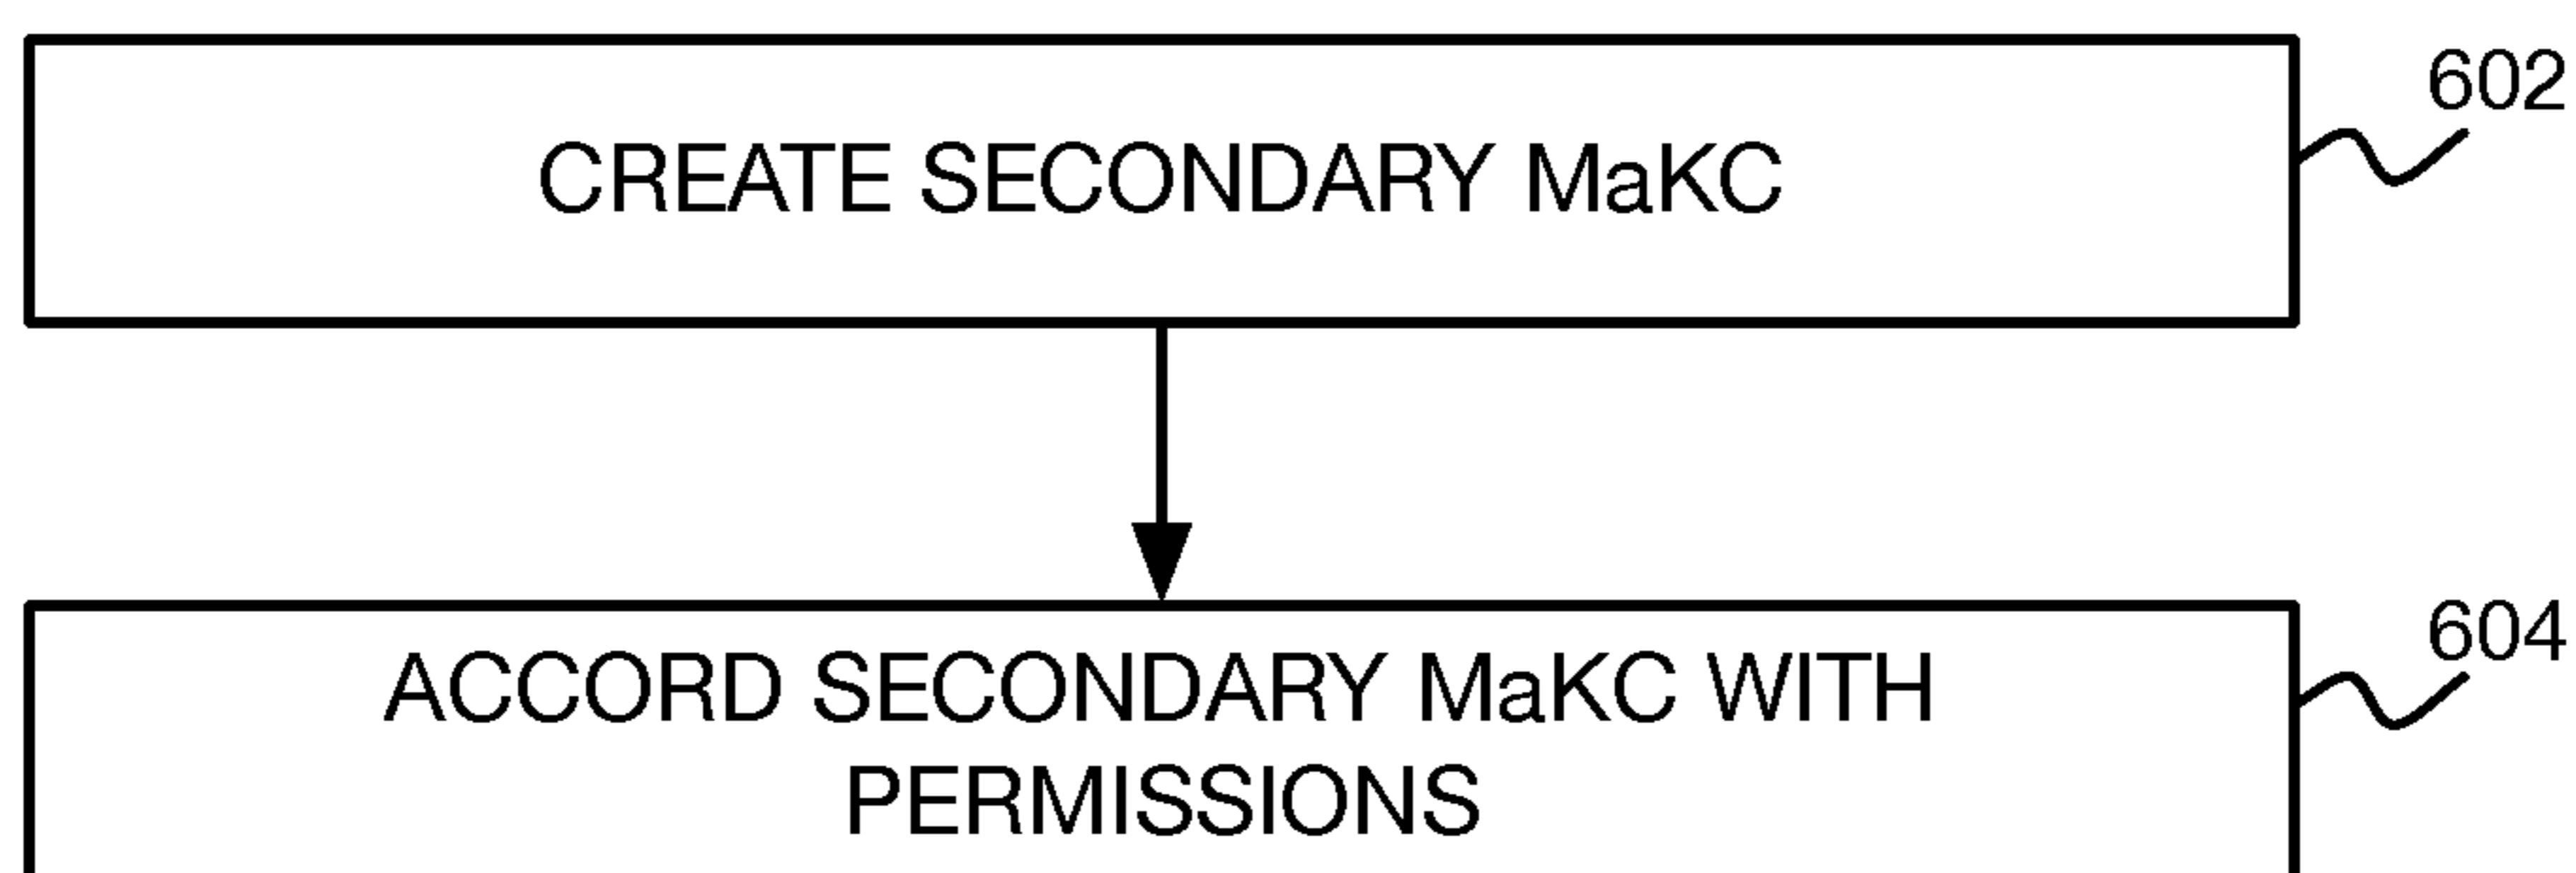 602
CREATE SECONDARY MaKC
604
ACCORD SECONDARY MaKC WITH
PERMISSIONS